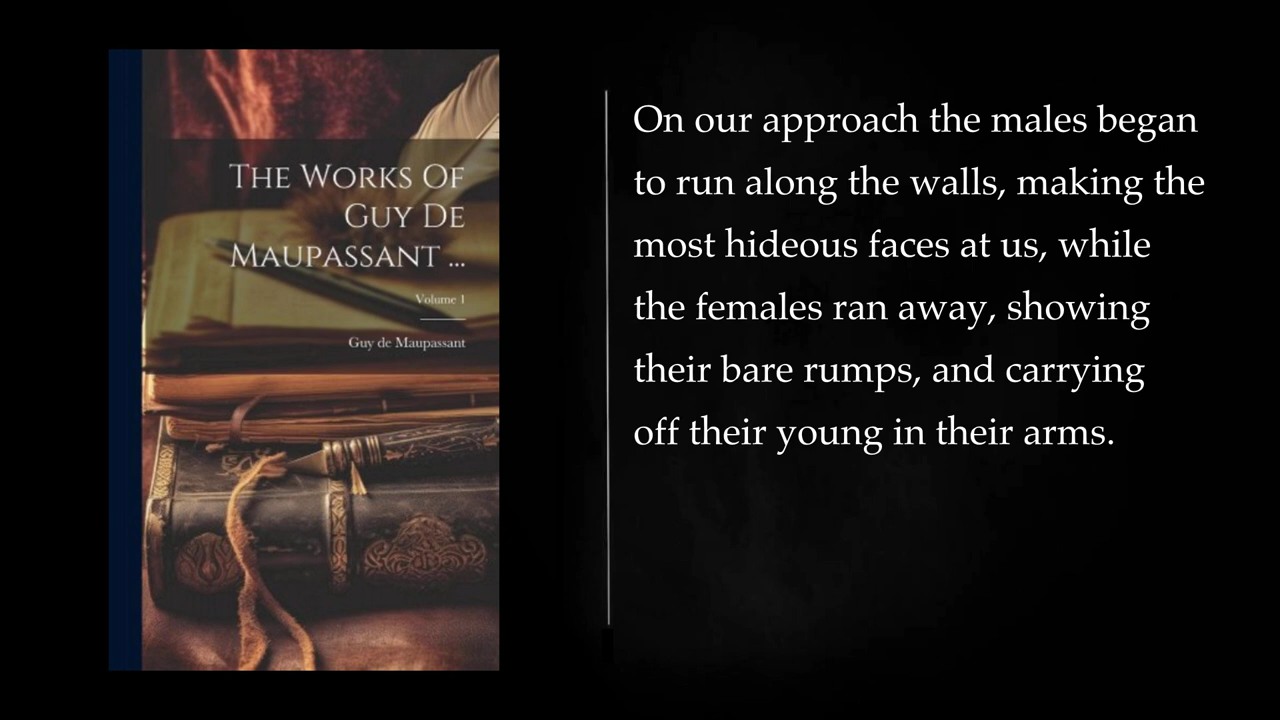 THE WORKS OF
GUY DE
MAUPASSANT ...
Volume 1
Guy de Maupassant
On our approach the males began
to run along the walls, making the
most hideous faces at us, while
the females ran away, showing
their bare rumps, and carrying
off their young in their arms.